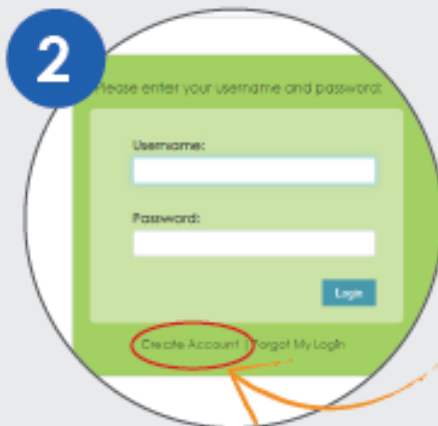 2
Please enter your username and password:
Username:
Password:
Login
Create Account | Forgot My Login